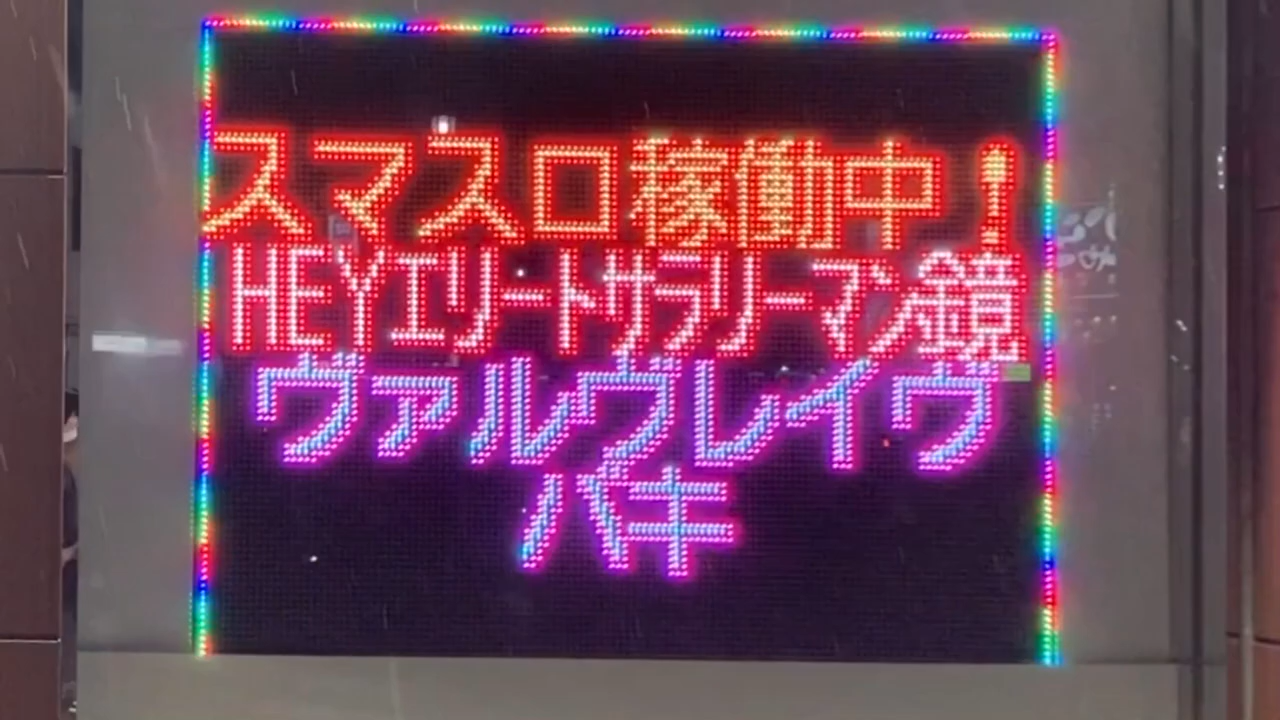 スマスロ稼働中！
HEYエリートサラリーマン鏡
ヴァルヴレイヴ
バキ